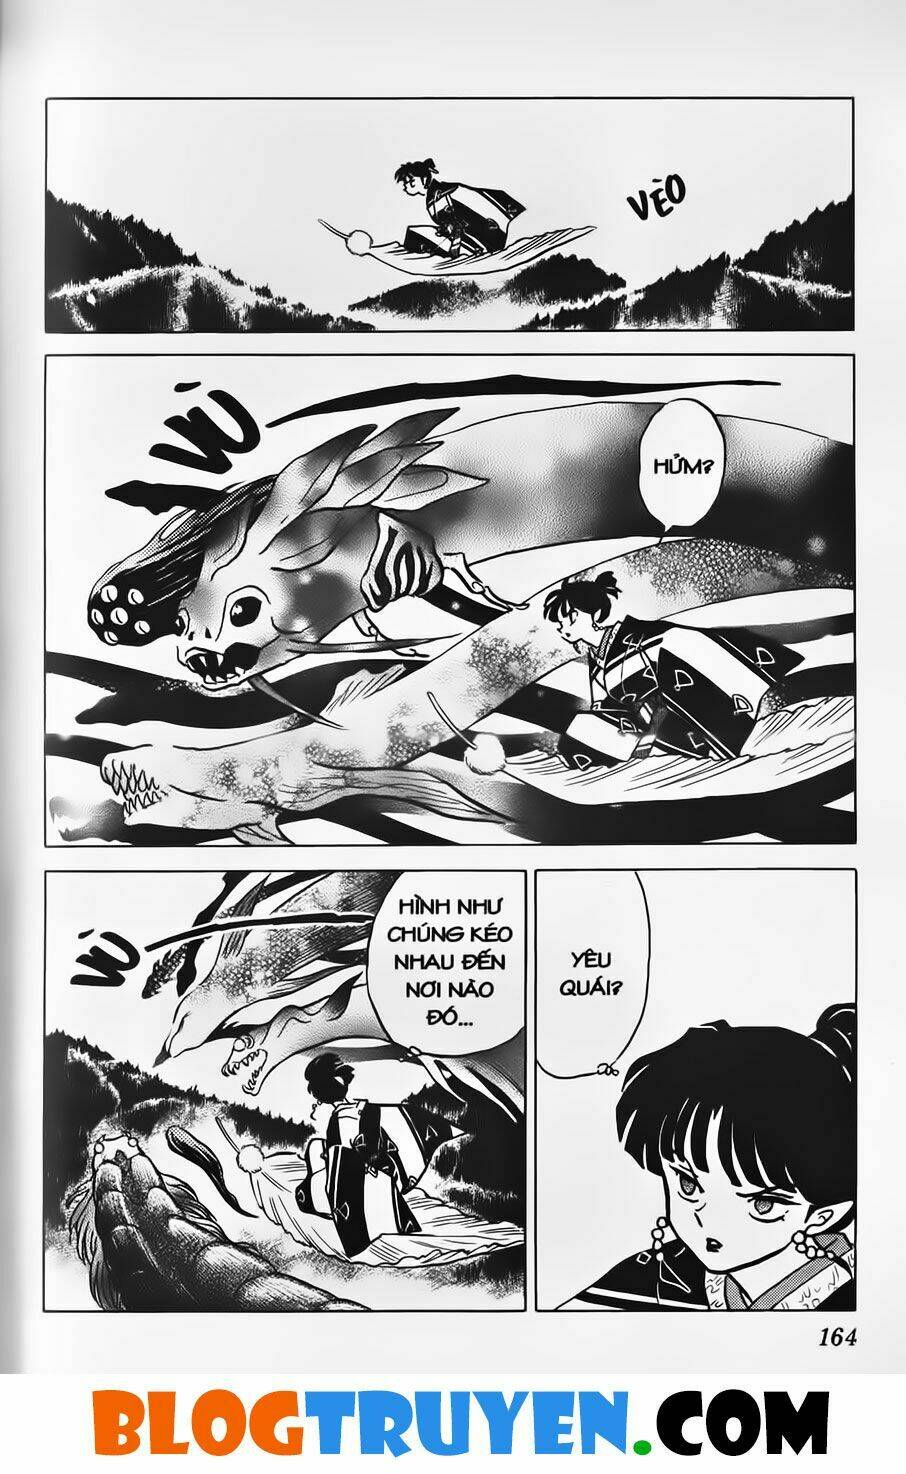 VÈO
VÙ
HỬM?
VÙ
HÌNH NHƯ
CHÚNG KÉO
NHAU ĐẾN
NƠI NÀO
ĐÓ...
YÊU
QUÁI?
164
BLOGTRUYEN.COM